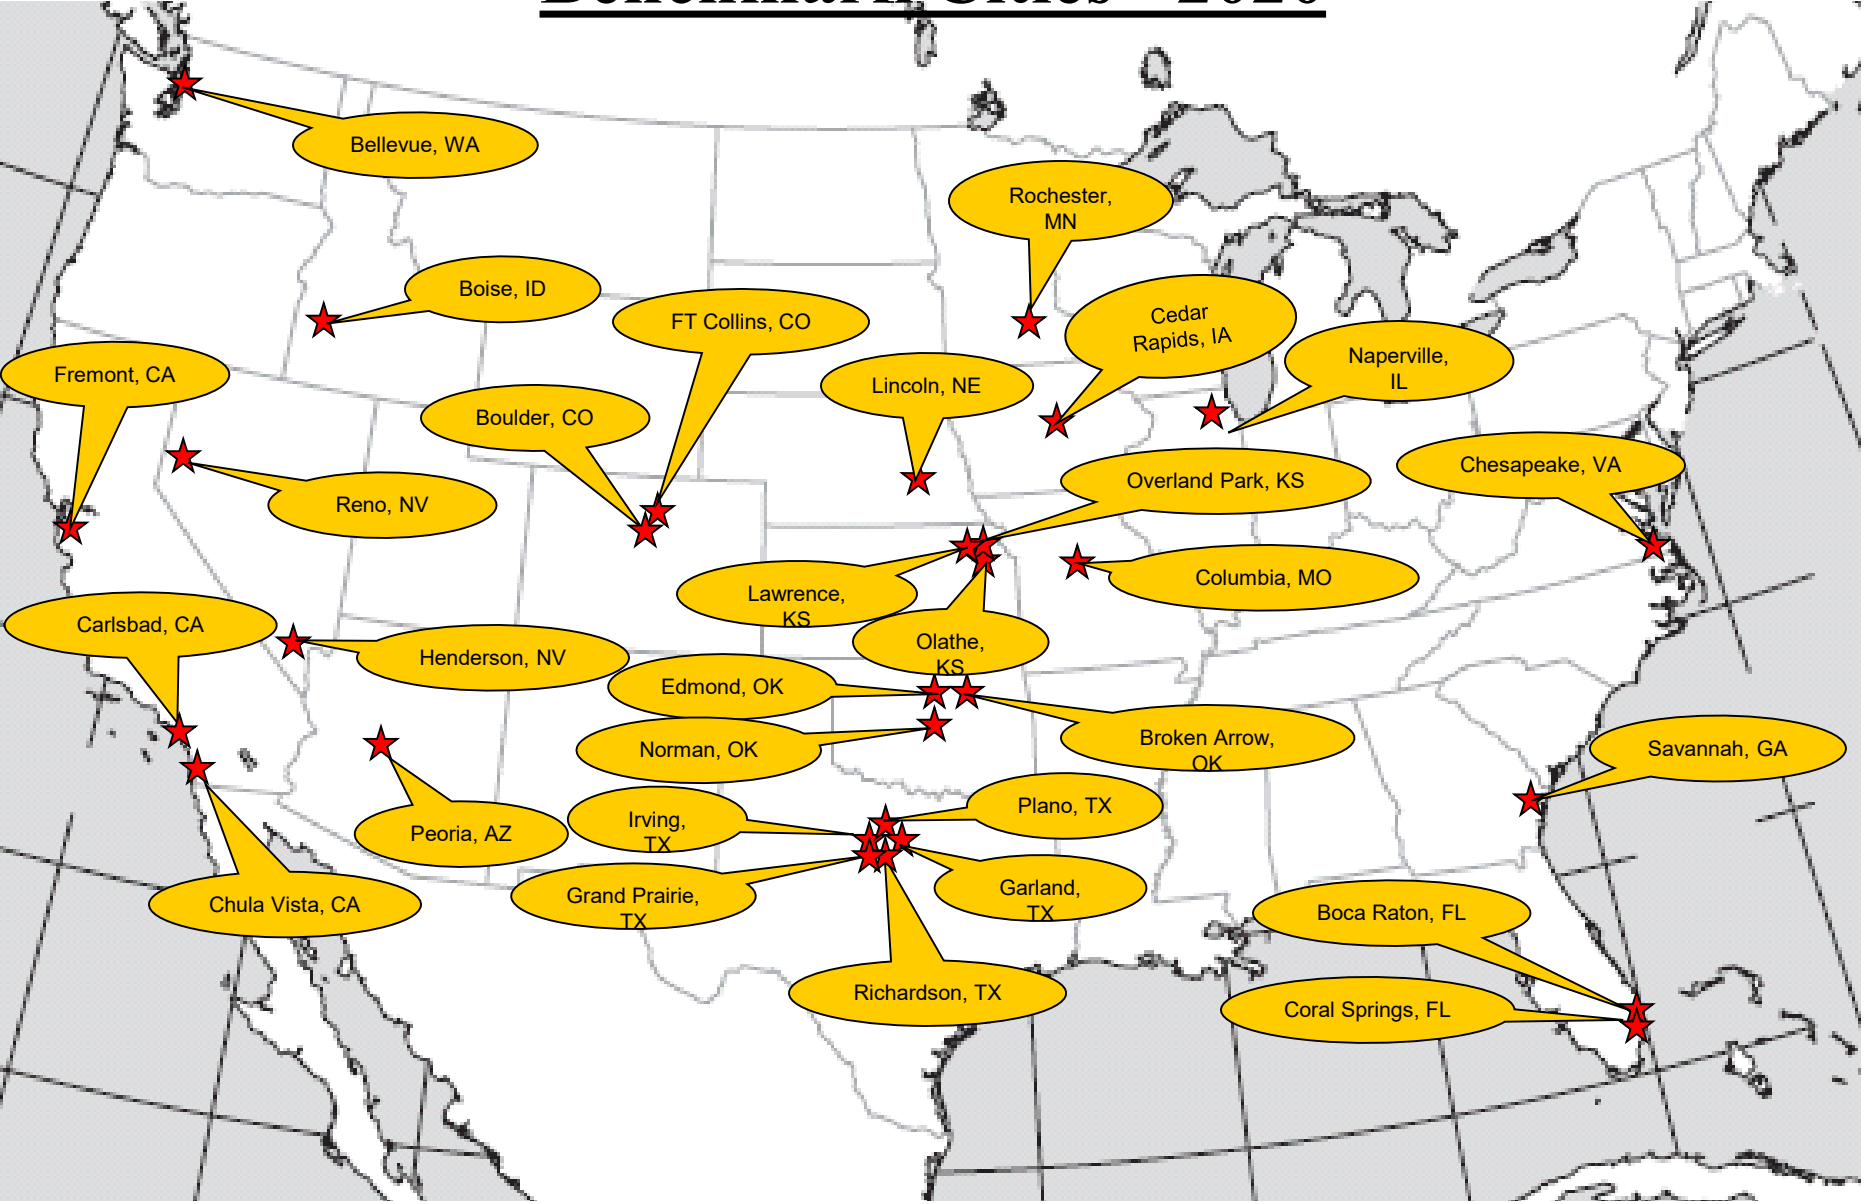 Benchmark Cities - 2020
Bellevue, WA
Rochester,
MN
Boise, ID
FT Collins, CO
Cedar
Rapids, IA
Naperville,
IL
Fremont, CA
Lincoln, NE
Boulder, CO
Chesapeake, VA
Overland Park, KS
Reno, NV
Columbia, MO
Lawrence,
KS
Carlsbad, CA
Olathe,
KS
Henderson, NV
Edmond, OK
Norman, OK
Broken Arrow,
OK
Savannah, GA
Plano, TX
Irving,
TX
Peoria, AZ
Grand Prairie,
TX
Garland,
TX
Chula Vista, CA
Boca Raton, FL
Richardson, TX
Coral Springs, FL